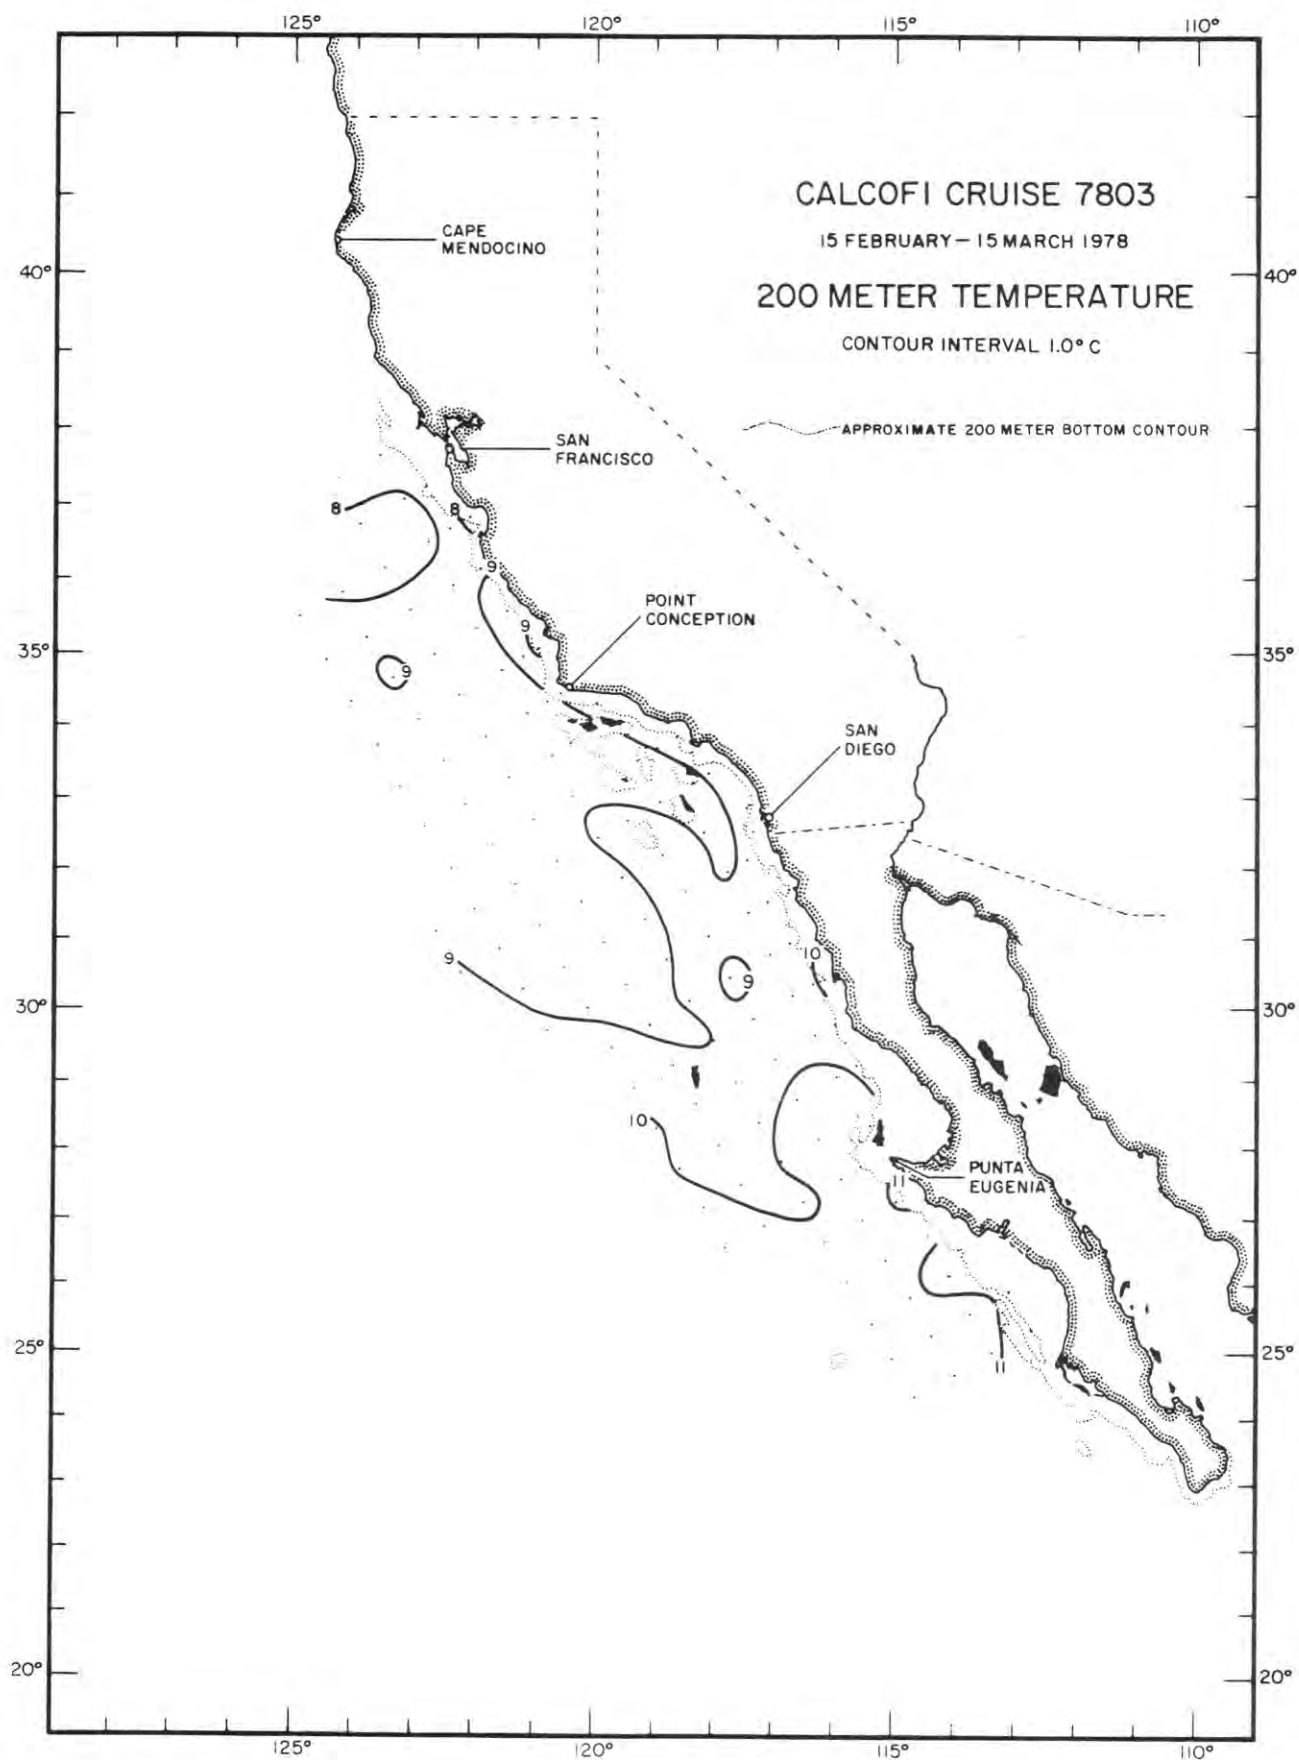 125° 120° 115° 110°
CALCOFI CRUISE 7803
15 FEBRUARY – 15 MARCH 1978
200 METER TEMPERATURE
CONTOUR INTERVAL 1.0° C
APPROXIMATE 200 METER BOTTOM CONTOUR
CAPE
MENDOCINO
40° 40°
SAN
FRANCISCO
8 8
9
POINT
CONCEPTION
9
35° 35°
9
SAN
DIEGO
10
9
9
30° 30°
10
PUNTA
EUGENIA
11
25° 25°
11
20° 20°
125° 120° 115° 110°